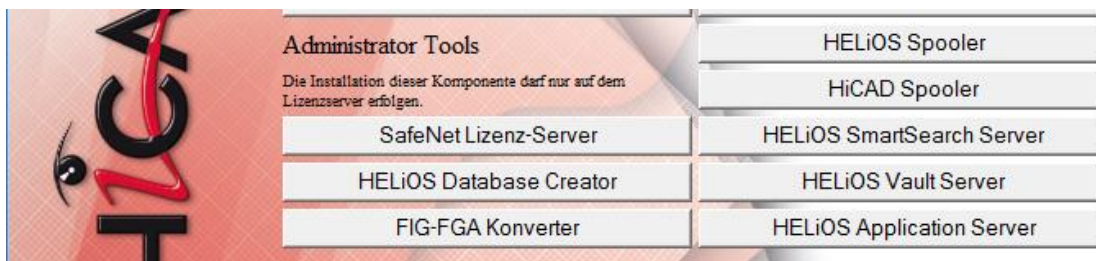 HiCA
Administrator Tools
Die Installation dieser Komponente darf nur auf dem
Lizenzserver erfolgen.
SafeNet Lizenz-Server
HELiOS Database Creator
FIG-FGA Konverter
HELiOS Spooler
HiCAD Spooler
HELiOS SmartSearch Server
HELiOS Vault Server
HELiOS Application Server